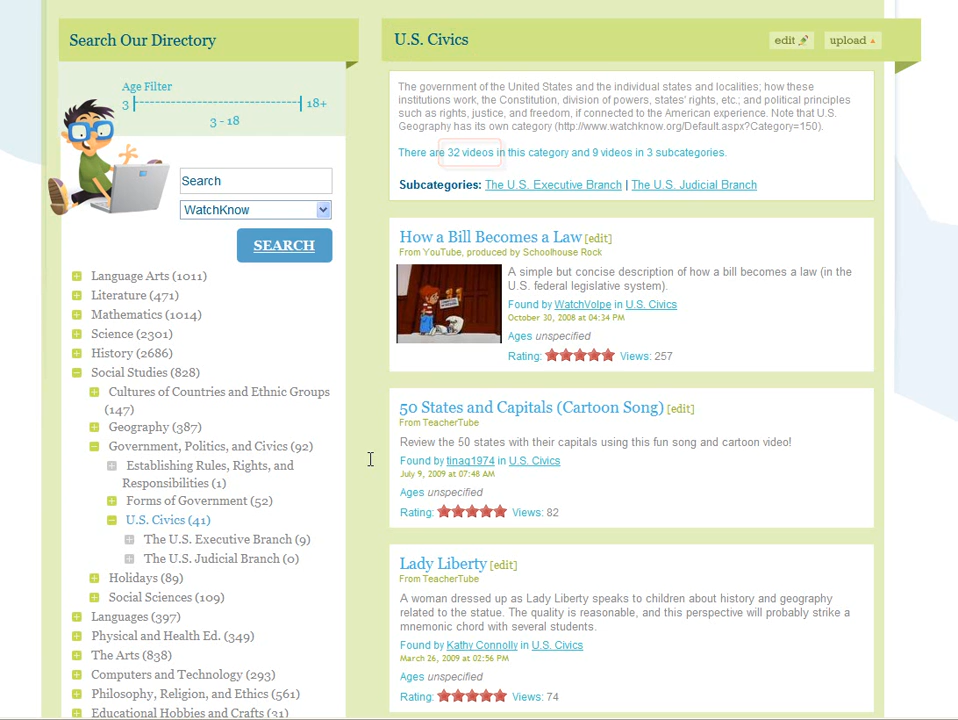 Search Our Directory
Age Filter
3
18+
3 - 18
Search
WatchKnow
SEARCH
Language Arts (1011)
Literature (471)
Mathematics (1014)
Science (2301)
History (2686)
Social Studies (828)
Cultures of Countries and Ethnic Groups
(147)
Geography (387)
Government, Politics, and Civics (92)
Establishing Rules, Rights, and
Responsibilities (1)
Forms of Government (52)
U.S. Civics (41)
The U.S. Executive Branch (9)
The U.S. Judicial Branch (0)
Holidays (89)
Social Sciences (109)
Languages (397)
Physical and Health Ed. (349)
The Arts (838)
Computers and Technology (293)
Philosophy, Religion, and Ethics (561)
Educational Hobbies and Crafts (31)
U.S. Civics
edit
upload
The government of the United States and the individual states and localities; how these
institutions work, the Constitution, division of powers, states' rights, etc.; and political principles
such as rights, justice, and freedom, if connected to the American experience. Note that U.S.
Geography has its own category (http://www.watchknow.org/Default.aspx?Category=150).
There are 32 videos in this category and 9 videos in 3 subcategories.
Subcategories: The U.S. Executive Branch | The U.S. Judicial Branch
How a Bill Becomes a Law [edit]
From YouTube, produced by Schoolhouse Rock
A simple but concise description of how a bill becomes a law (in the
U.S. federal legislative system).
Found by WatchVolpe in U.S. Civics
October 30, 2008 at 04:34 PM
Ages unspecified
Rating: Views: 257
50 States and Capitals (Cartoon Song) [edit]
From TeacherTube
Review the 50 states with their capitals using this fun song and cartoon video!
Found by tinag1974 in U.S. Civics
July 9, 2009 at 07:48 AM
Ages unspecified
Rating: Views: 82
Lady Liberty [edit]
From TeacherTube
A woman dressed up as Lady Liberty speaks to children about history and geography
related to the statue. The quality is reasonable, and this perspective will probably strike a
mnemonic chord with several students.
Found by Kathy Connolly in U.S. Civics
March 26, 2009 at 02:56 PM
Ages unspecified
Rating: Views: 74